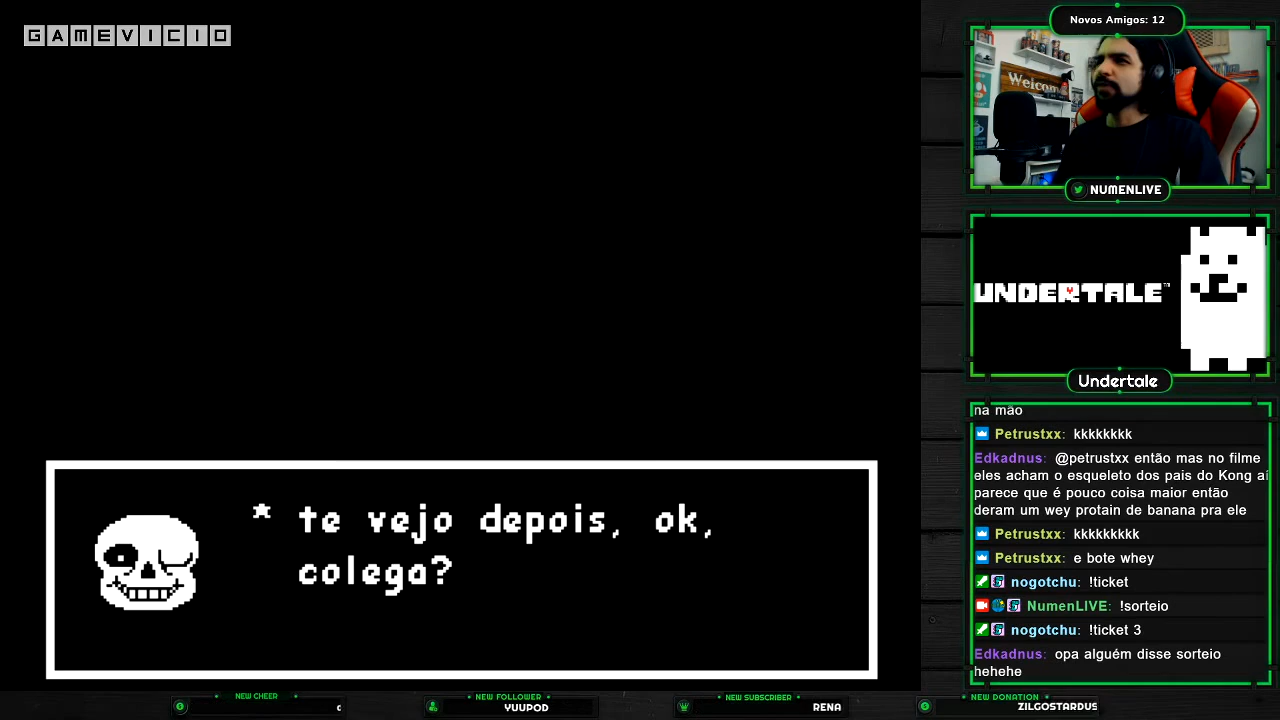 GAMEVICIO
* te vejo depois, ok,
colega?
Novos Amigos: 12
Welcome
NUMENLIVE
UNDERTALE™
Undertale
na mão
Petrustxx: kkkkkkkk
Edkadnus: @petrustxx então mas no filme
eles acham o esqueleto dos pais do Kong aí
parece que é pouco coisa maior então
deram um wey protain de banana pra ele
Petrustxx: kkkkkkkkk
Petrustxx: e bote whey
nogotchu: !ticket
NumenLIVE: !sorteio
nogotchu: !ticket 3
Edkadnus: opa alguém disse sorteio
hehehe
NEW CHEER
NEW FOLLOWER
YUUPOD
NEW SUBSCRIBER
RENA
NEW DONATION
ZILGOSTARDUS